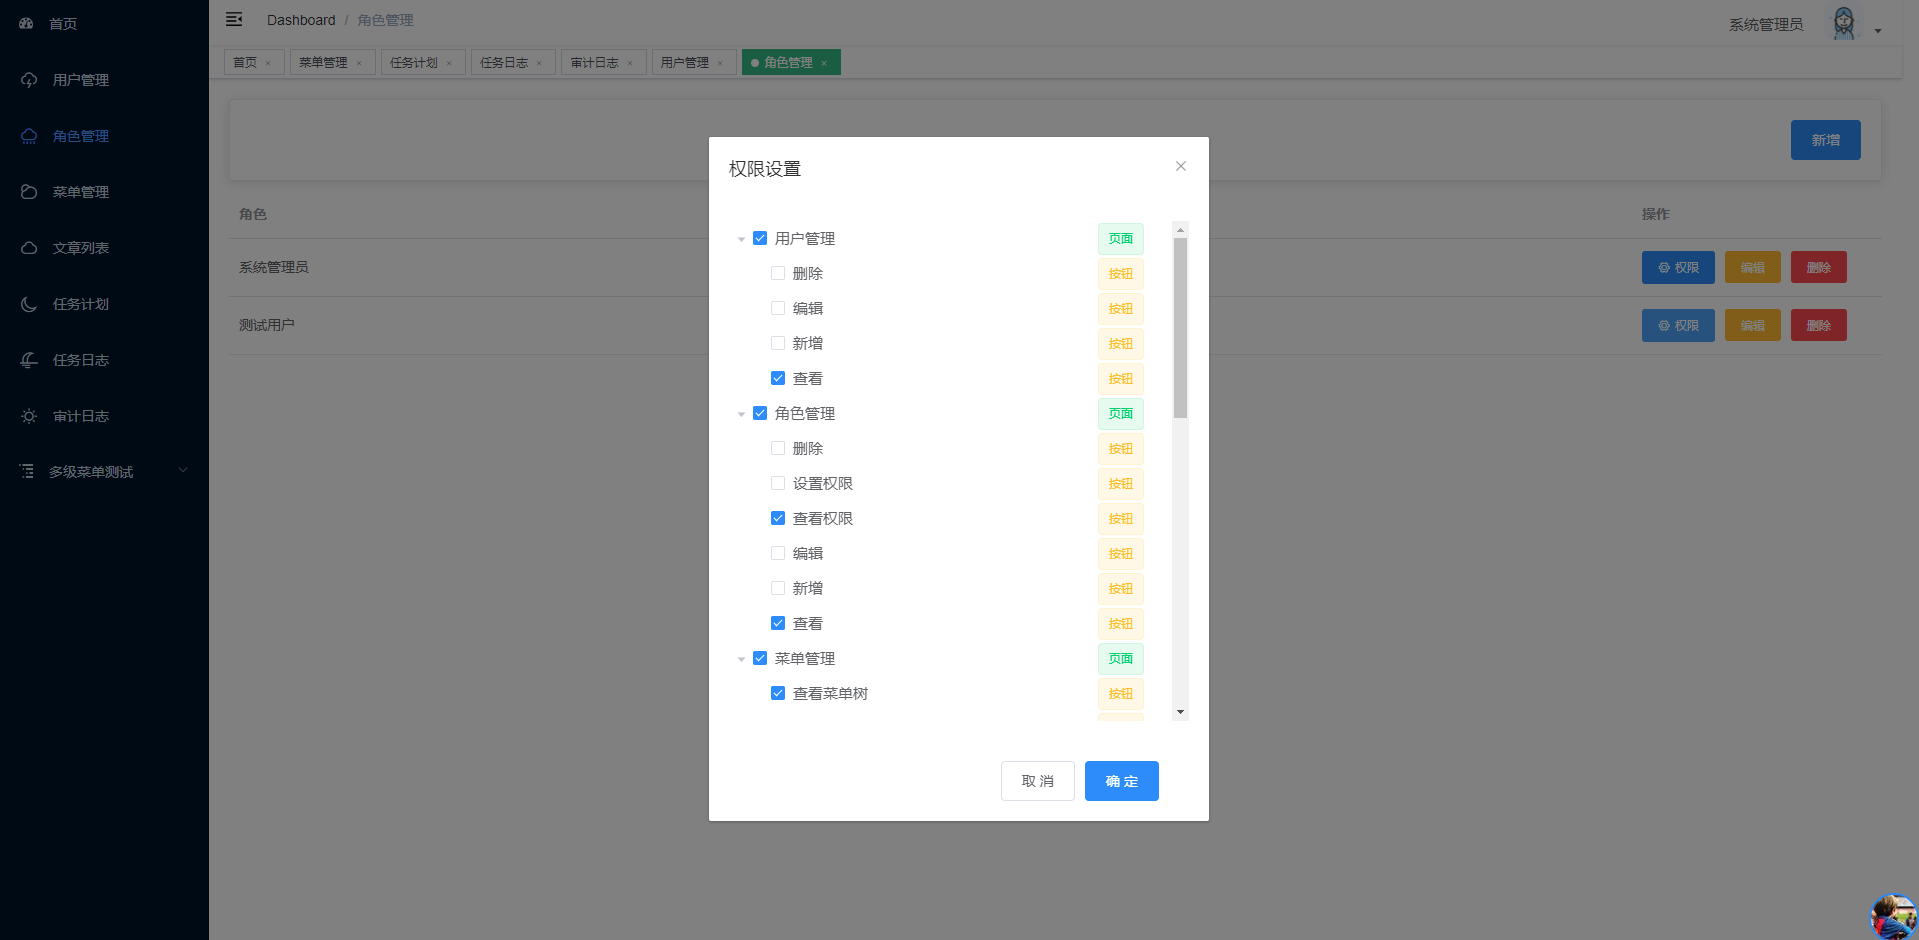 首页
用户管理
角色管理
菜单管理
文章列表
任务计划
任务日志
审计日志
多级菜单测试
Dashboard / 角色管理
系统管理员
首页 × 菜单管理 × 任务计划 × 任务日志 × 审计日志 × 用户管理 × 角色管理 ×
新增
角色 操作
系统管理员 权限 编辑 删除
测试用户 权限 编辑 删除
权限设置
用户管理 页面
删除 按钮
编辑 按钮
新增 按钮
查看 按钮
角色管理 页面
删除 按钮
设置权限 按钮
查看权限 按钮
编辑 按钮
新增 按钮
查看 按钮
菜单管理 页面
查看菜单树 按钮
取 消 确 定